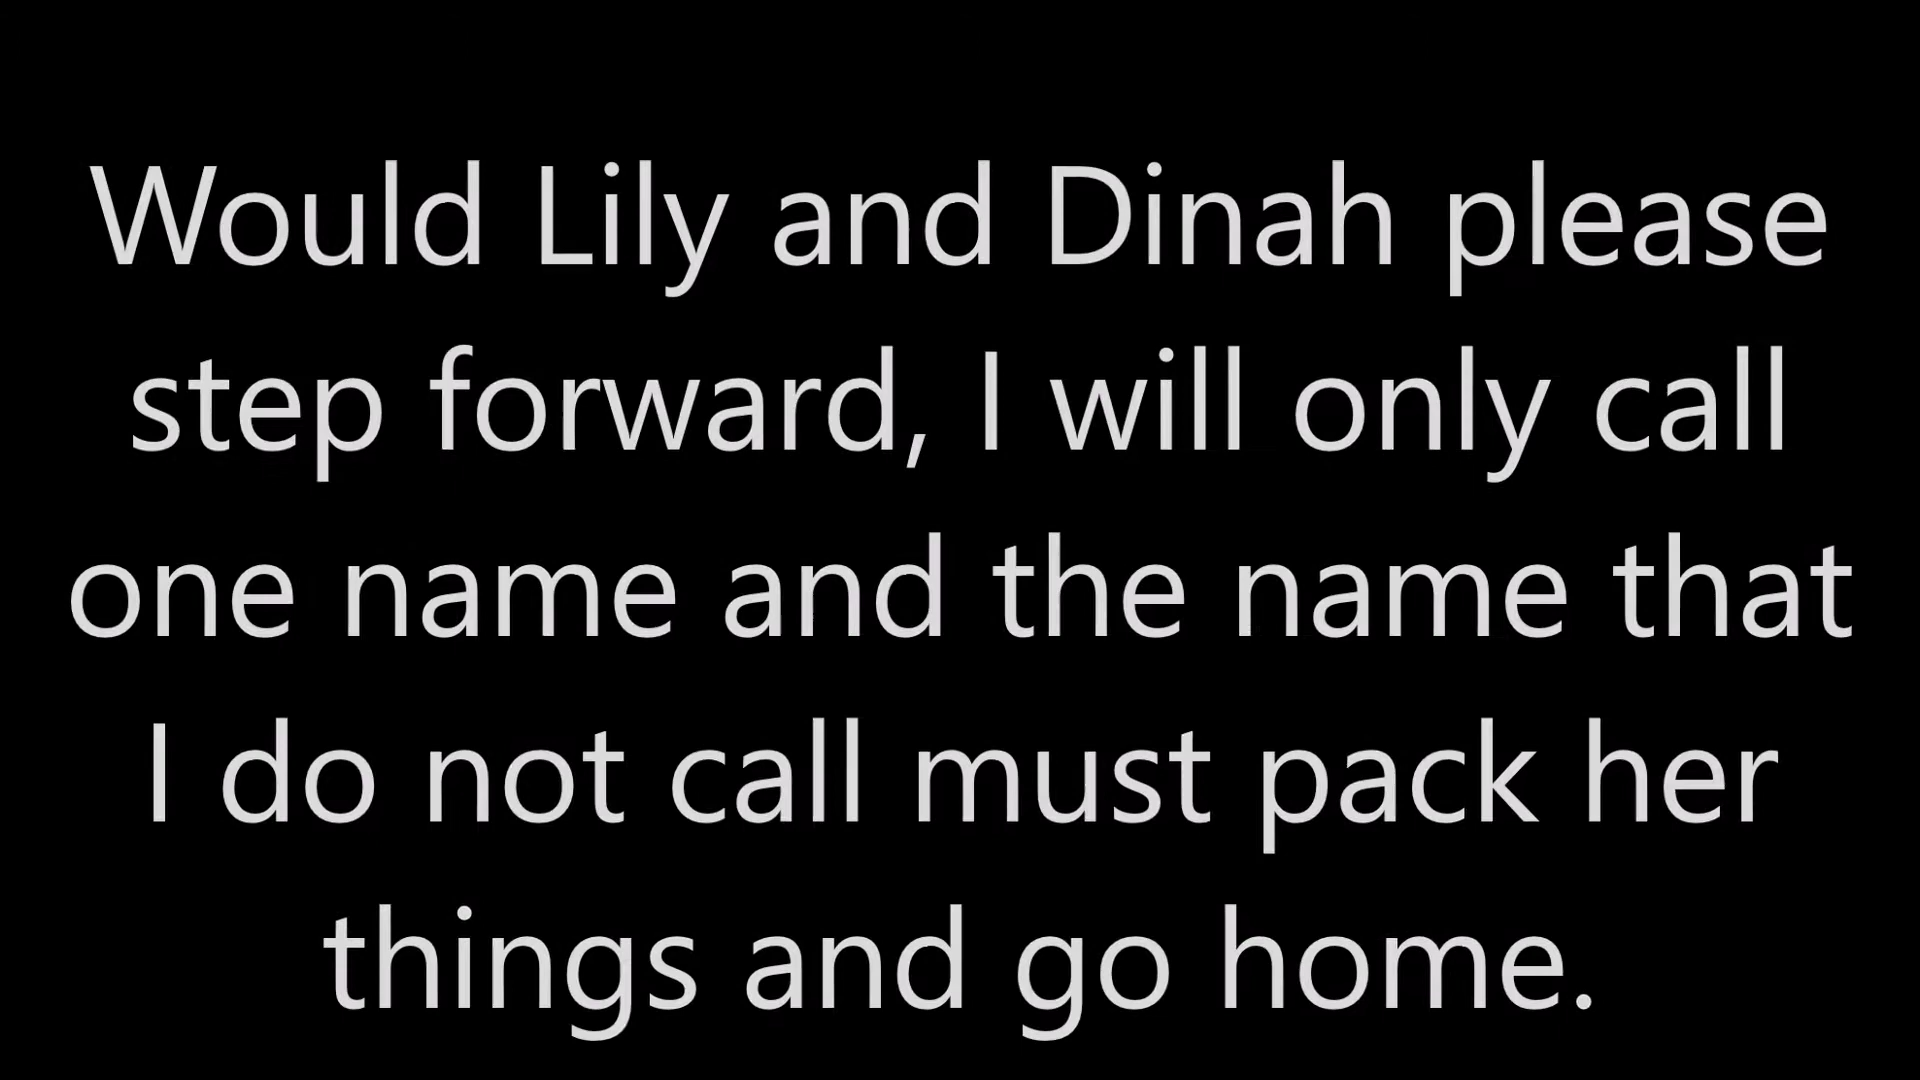 Would Lily and Dinah please
step forward, I will only call
one name and the name that
I do not call must pack her
things and go home.